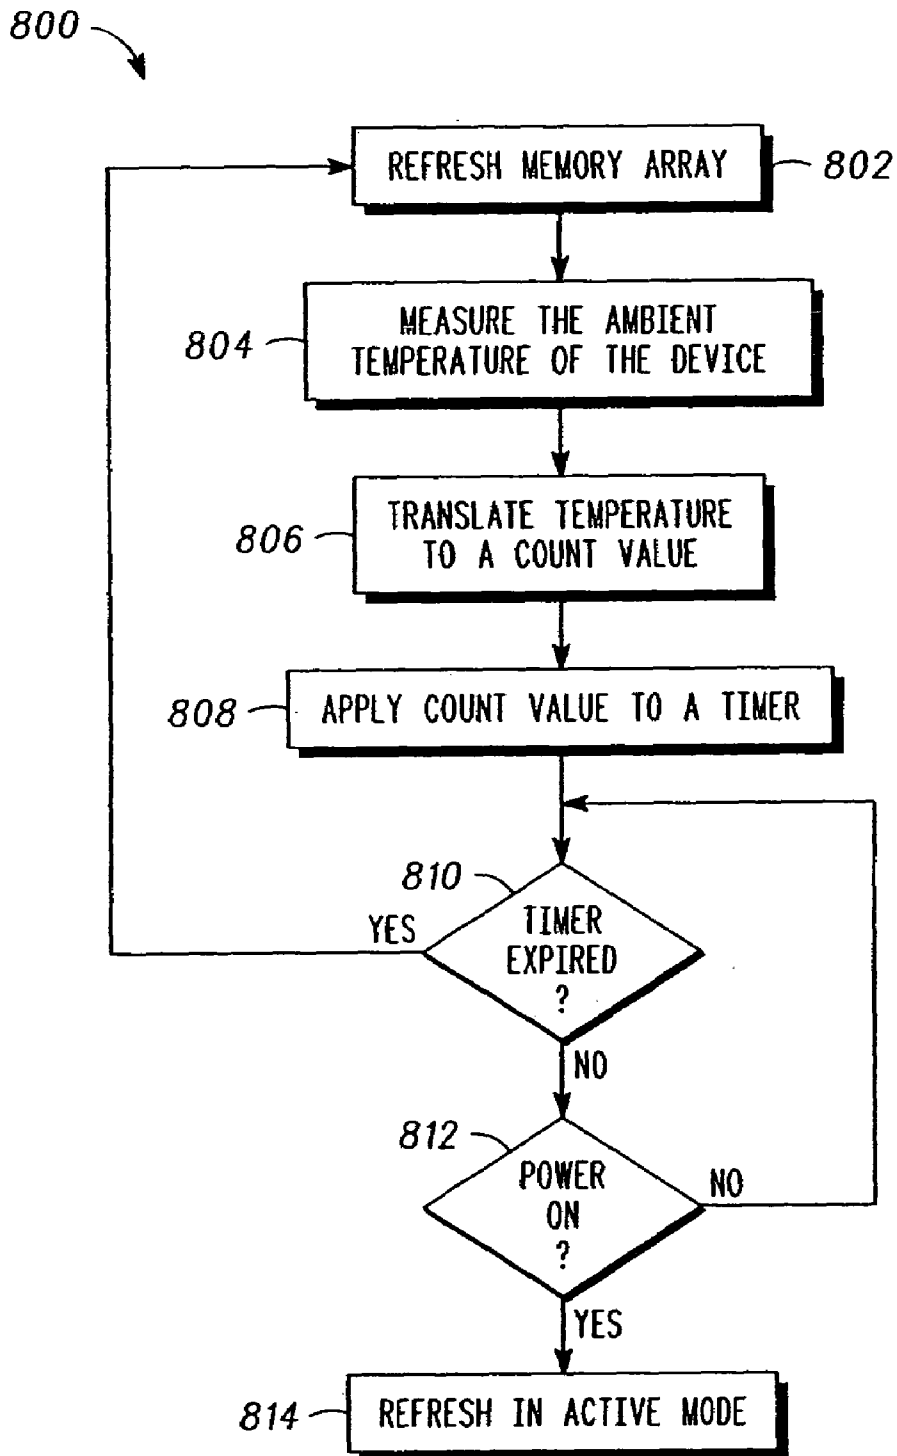 800
REFRESH MEMORY ARRAY
802
804
MEASURE THE AMBIENT
TEMPERATURE OF THE DEVICE
806
TRANSLATE TEMPERATURE
TO A COUNT VALUE
808
APPLY COUNT VALUE TO A TIMER
810
YES
TIMER
EXPIRED
?
NO
812
POWER
ON
?
NO
YES
814
REFRESH IN ACTIVE MODE